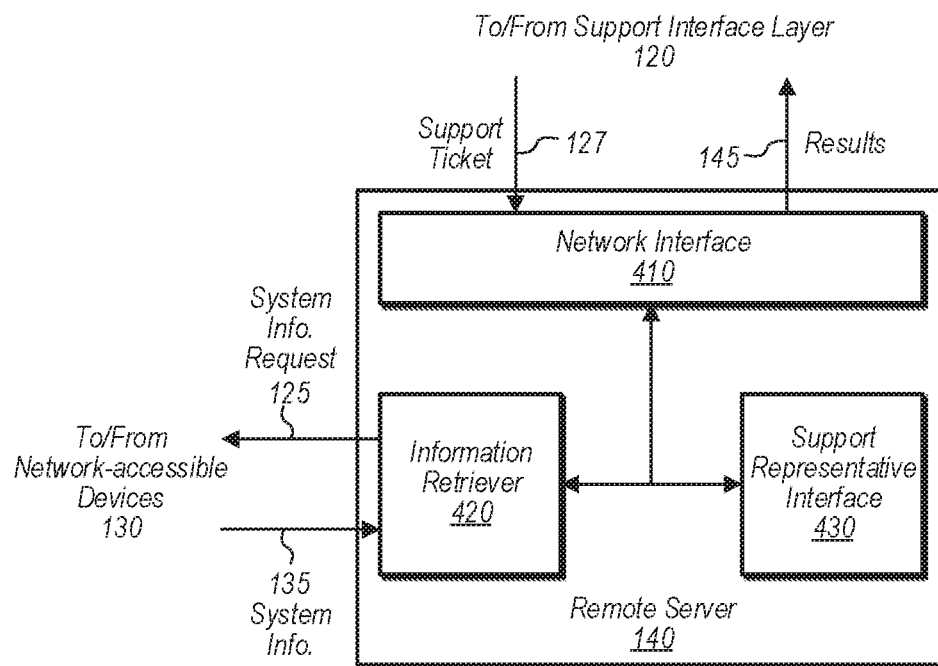 To/From Support Interface Layer
120
Support
Ticket
127
145
Results
Network Interface
410
System
Info.
Request
125
To/From
Network-accessible
Devices
130
Information
Retriever
420
Support
Representative
Interface
430
135
System
Info.
Remote Server
140